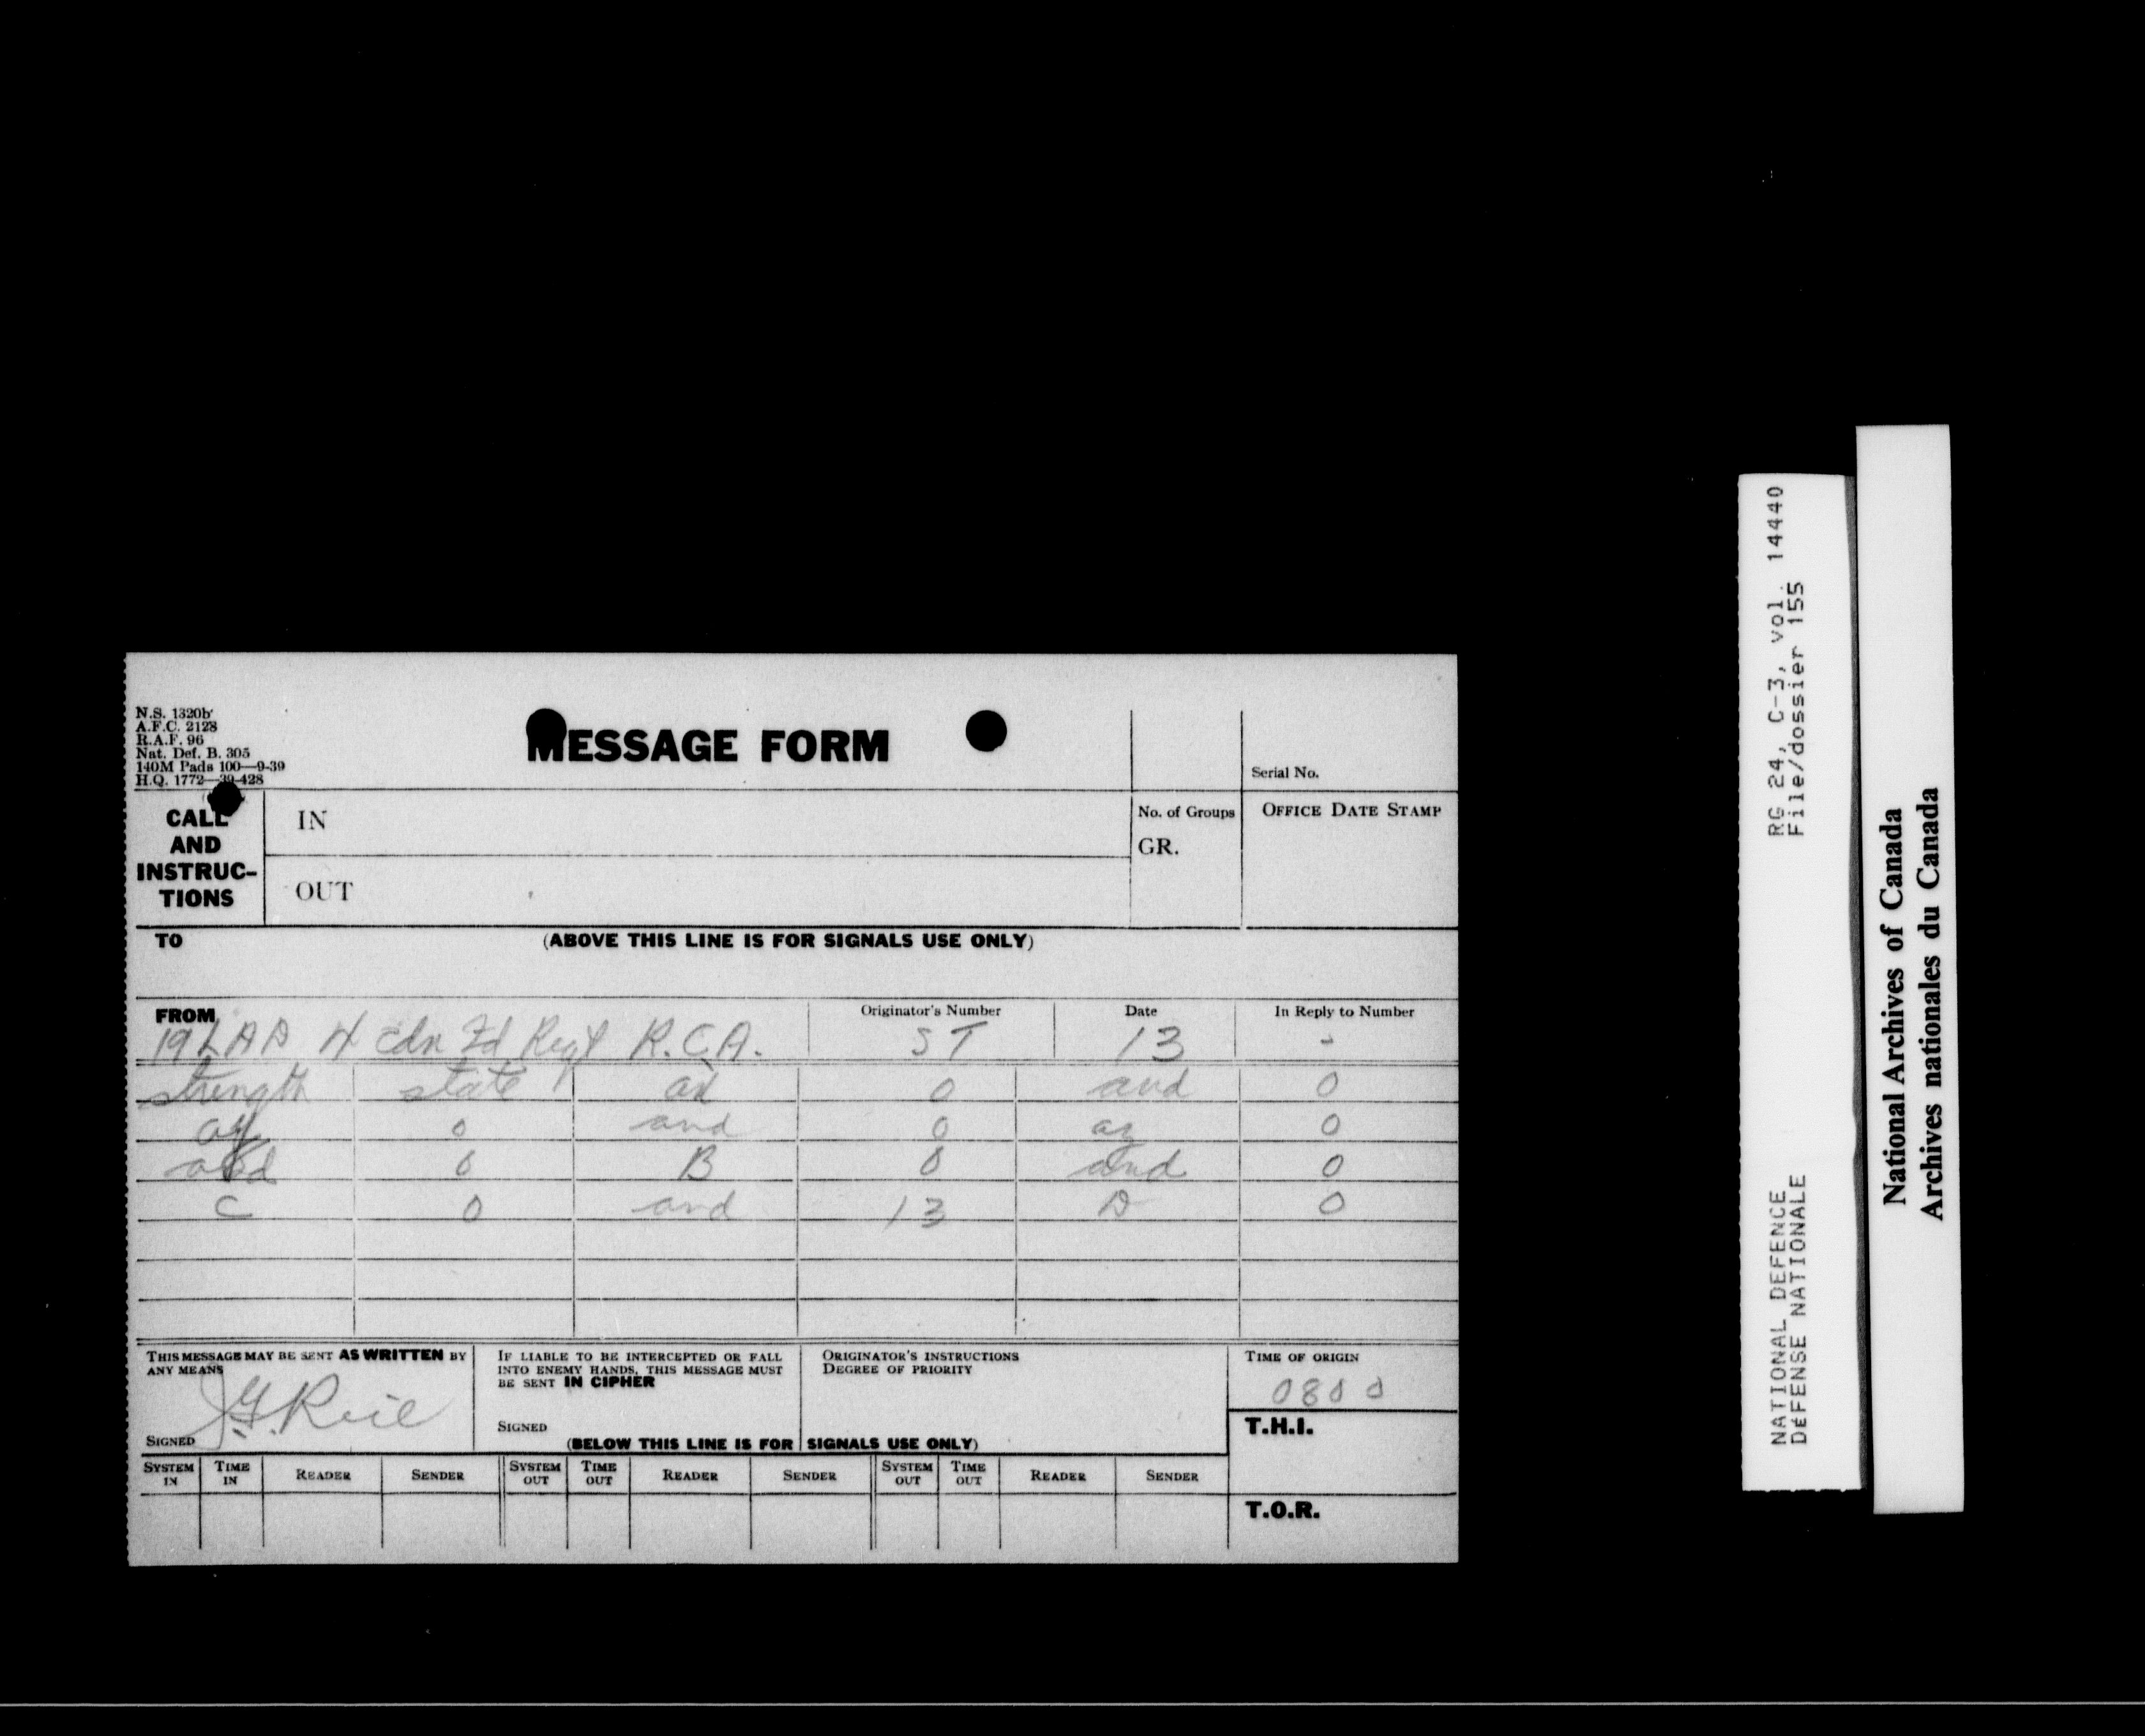 N.S. 1320b
A.F.C. 2128
R.A.F. 96
Nat. Def. B. 305
140M Pads 100—9-39
H.Q. 1772—39-428
MESSAGE FORM
Serial No.
CALL AND INSTRUC-TIONS
IN
OUT
No. of Groups
GR.
OFFICE DATE STAMP
TO
(ABOVE THIS LINE IS FOR SIGNALS USE ONLY)
FROM Originator's Number Date In Reply to Number
19 LAD 4 Cdn Fd Regt R.C.A. ST 13 -
strength state 0 and 0
0 and 0 0
and 0 B 0 and 0
C 0 and 13 D 0
THIS MESSAGE MAY BE SENT AS WRITTEN BY ANY MEANS
SIGNED
IF LIABLE TO BE INTERCEPTED OR FALL INTO ENEMY HANDS, THIS MESSAGE MUST BE SENT IN CIPHER
SIGNED
ORIGINATOR'S INSTRUCTIONS
DEGREE OF PRIORITY
TIME OF ORIGIN
0800
T.H.I.
(BELOW THIS LINE IS FOR SIGNALS USE ONLY)
SYSTEM IN TIME IN READER SENDER SYSTEM OUT TIME OUT READER SENDER SYSTEM OUT TIME OUT READER SENDER
T.O.R.
NATIONAL DEFENCE RG 24, C-3, vol. 14440
DÉFENSE NATIONALE File/dossier 155
National Archives of Canada
Archives nationales du Canada